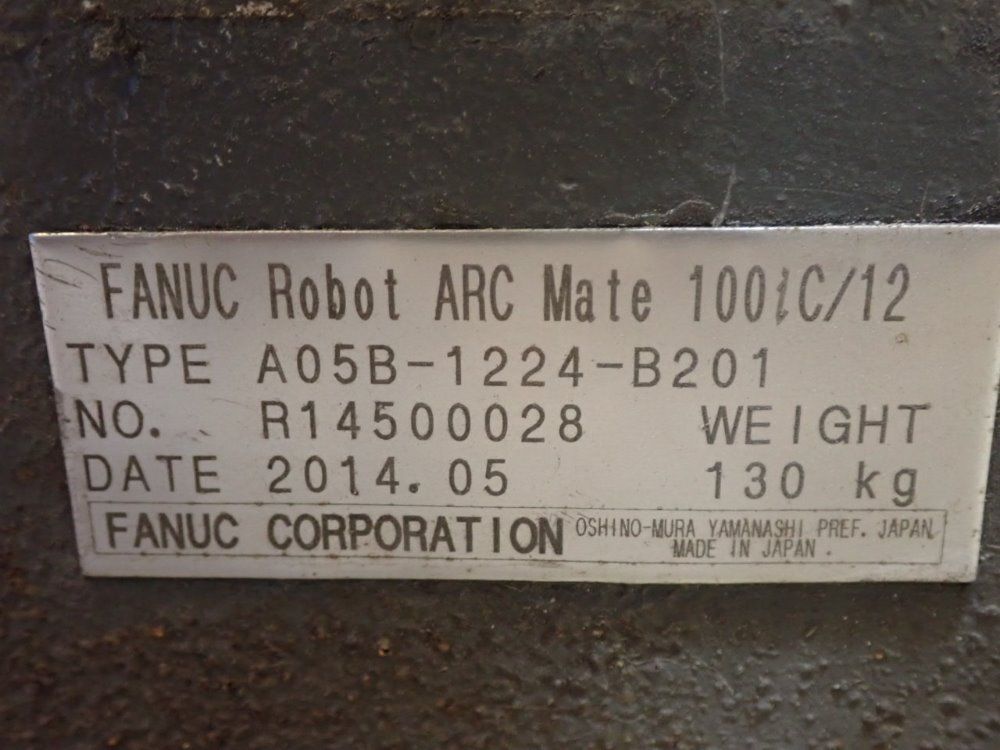 FANUC Robot ARC Mate 100iC/12
TYPE A05B-1224-B201
NO. R14500028 WEIGHT
DATE 2014.05 130 kg
FANUC CORPORATION OSHINO-MURA YAMANASHI PREF. JAPAN
MADE IN JAPAN.